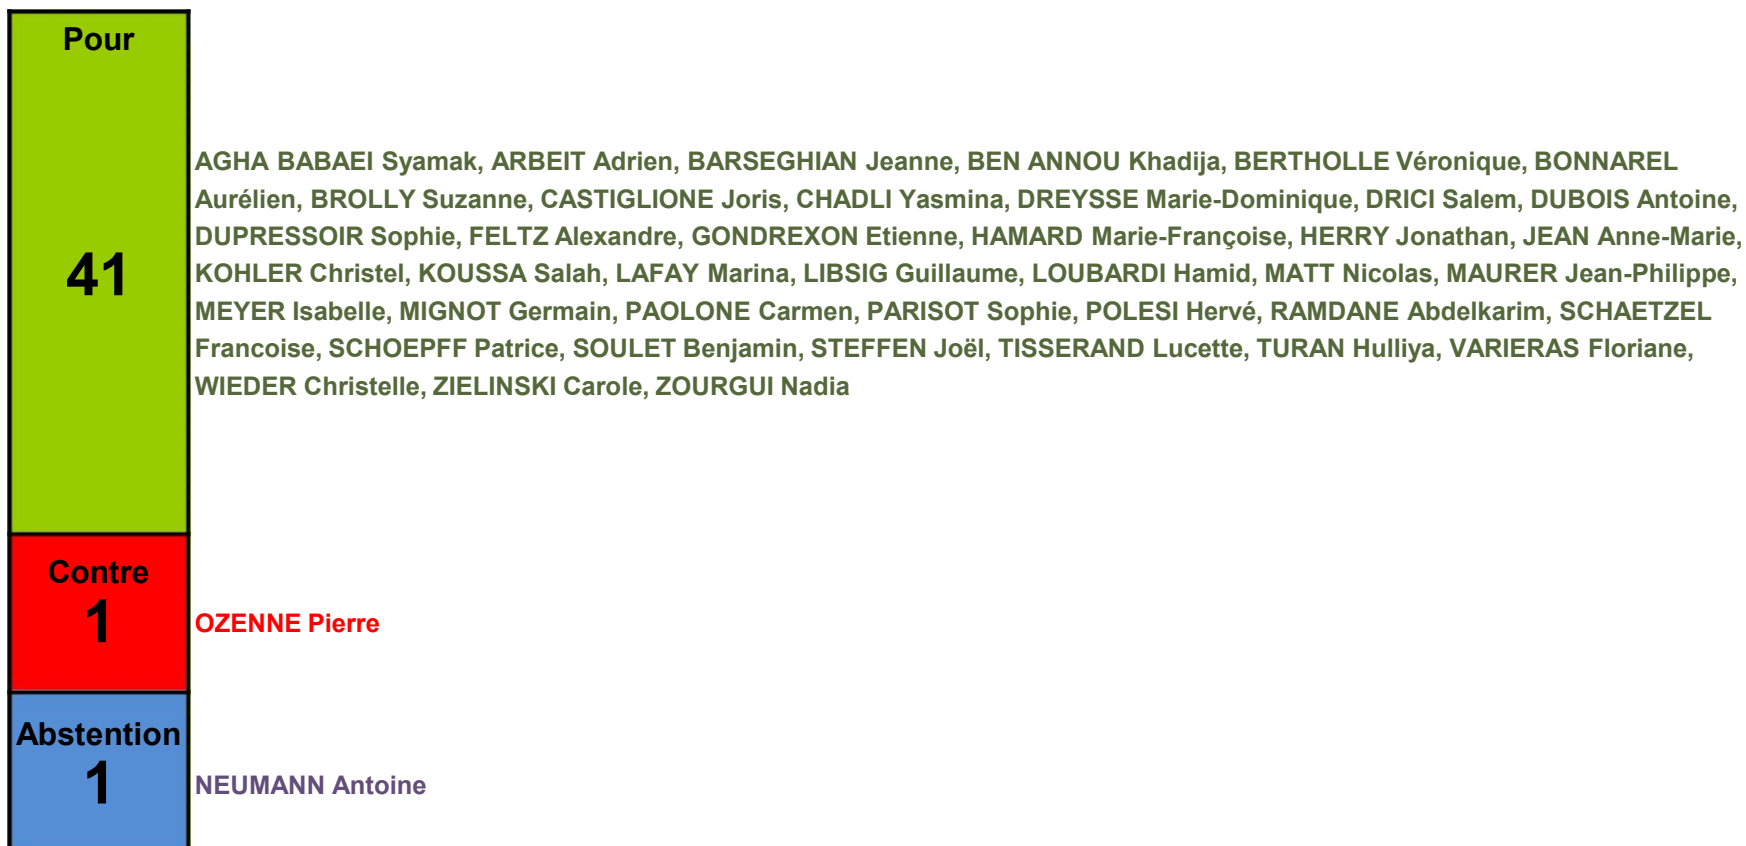 Pour
41
AGHA BABAEI Syamak, ARBEIT Adrien, BARSEGHIAN Jeanne, BEN ANNOU Khadija, BERTHOLLE Véronique, BONNAREL
Aurélien, BROLLY Suzanne, CASTIGLIONE Joris, CHADLI Yasmina, DREYSSE Marie-Dominique, DRICI Salem, DUBOIS Antoine,
DUPRESSOIR Sophie, FELTZ Alexandre, GONDREXON Etienne, HAMARD Marie-Françoise, HERRY Jonathan, JEAN Anne-Marie,
KOHLER Christel, KOUSSA Salah, LAFAY Marina, LIBSIG Guillaume, LOUBARDI Hamid, MATT Nicolas, MAURER Jean-Philippe,
MEYER Isabelle, MIGNOT Germain, PAOLONE Carmen, PARISOT Sophie, POLESI Hervé, RAMDANE Abdelkarim, SCHAETZEL
Francoise, SCHOEPFF Patrice, SOULET Benjamin, STEFFEN Joël, TISSERAND Lucette, TURAN Hulliya, VARIERAS Floriane,
WIEDER Christelle, ZIELINSKI Carole, ZOURGUI Nadia
Contre
1
OZENNE Pierre
Abstention
1
NEUMANN Antoine